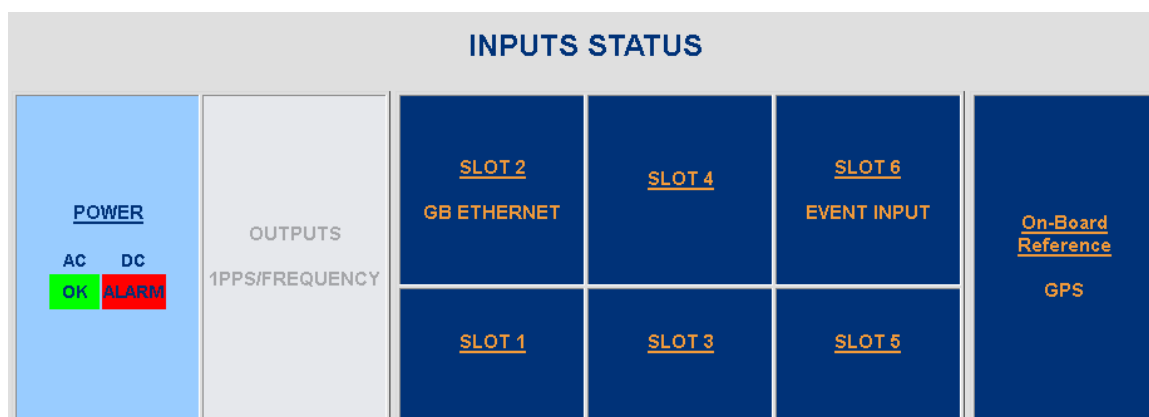 INPUTS STATUS
POWER
AC DC
OK ALARM
OUTPUTS
1PPS/FREQUENCY
SLOT 2
GB ETHERNET
SLOT 4
SLOT 6
EVENT INPUT
SLOT 1
SLOT 3
SLOT 5
On-Board
Reference
GPS